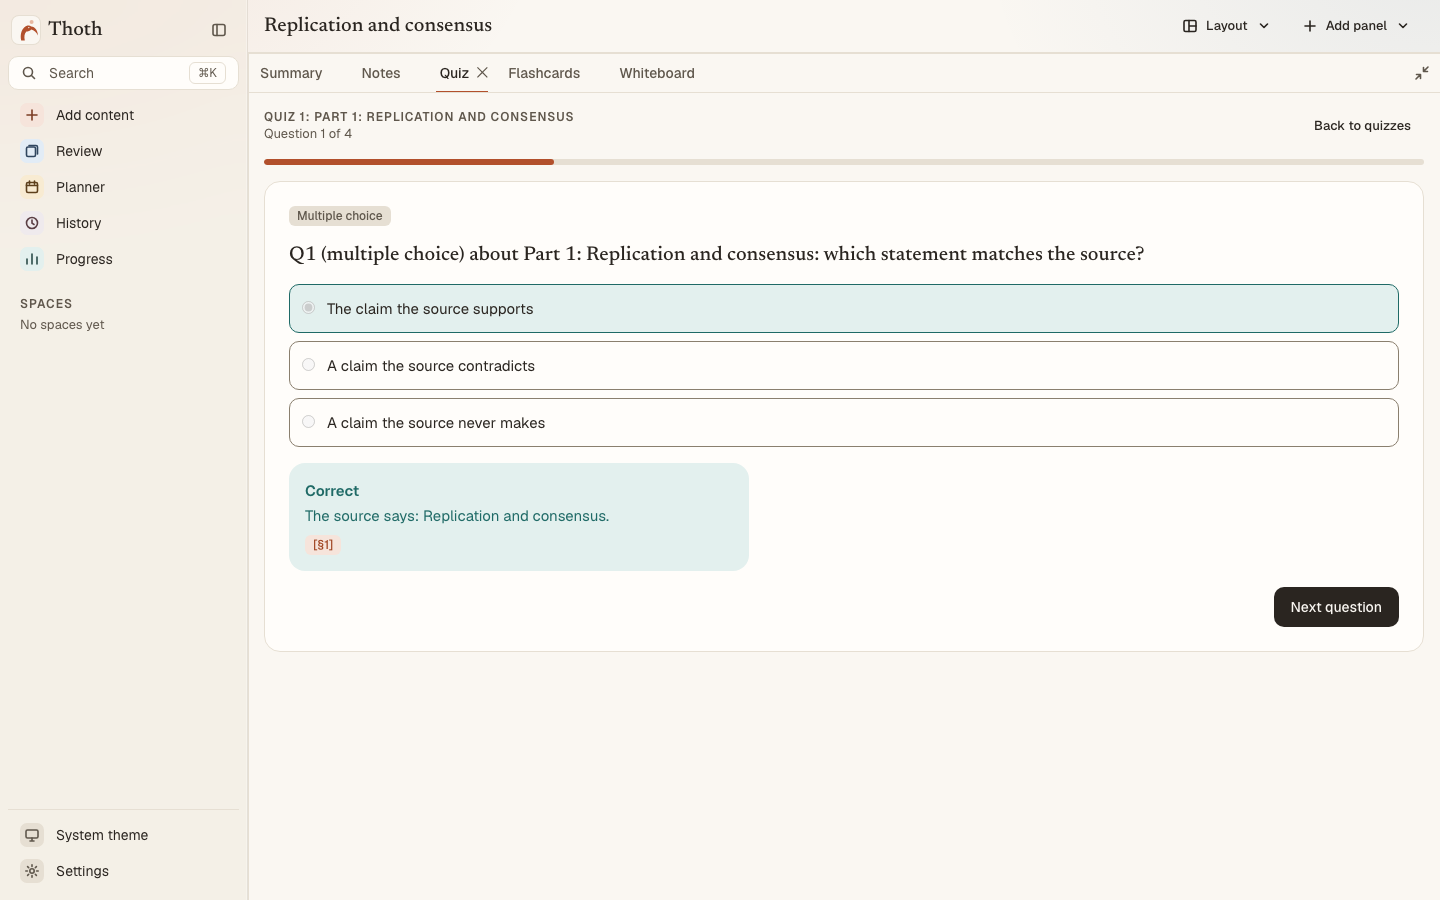 Thoth
Search ⌘K
Add content
Review
Planner
History
Progress
SPACES
No spaces yet
System theme
Settings
Replication and consensus
Layout
Add panel
Summary Notes Quiz Flashcards Whiteboard
QUIZ 1: PART 1: REPLICATION AND CONSENSUS
Question 1 of 4
Back to quizzes
Multiple choice
Q1 (multiple choice) about Part 1: Replication and consensus: which statement matches the source?
The claim the source supports
A claim the source contradicts
A claim the source never makes
Correct
The source says: Replication and consensus.
[§1]
Next question